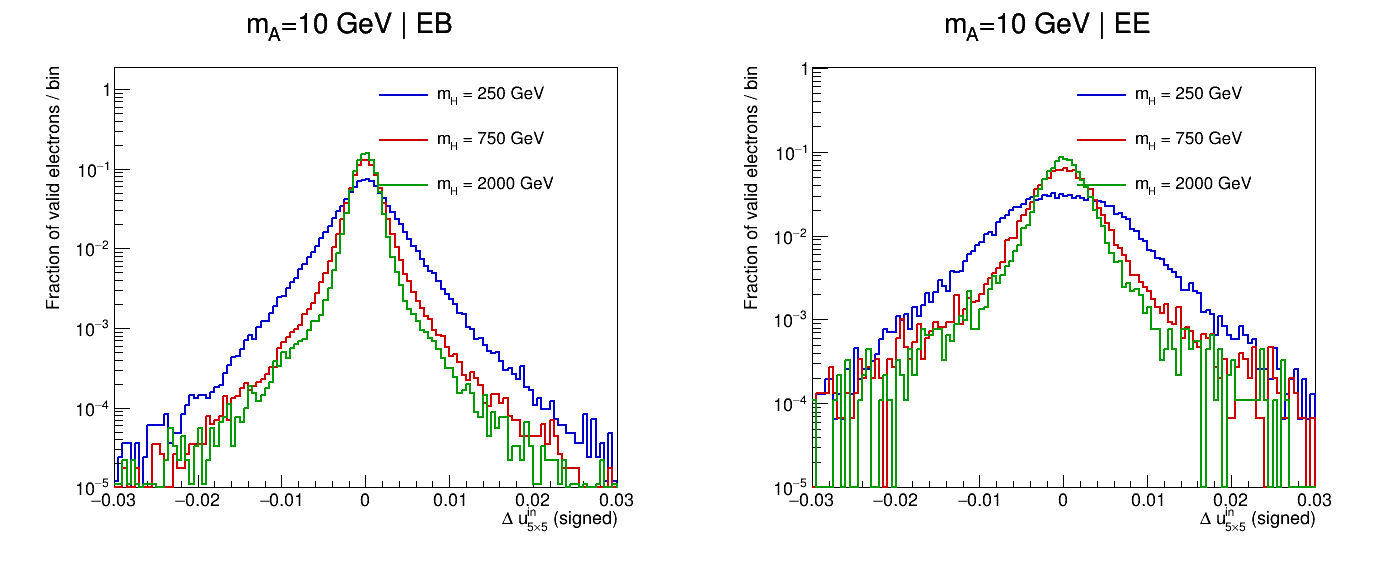 m_A=10 GeV | EB
Fraction of valid electrons / bin
1
10^−1
10^−2
10^−3
10^−4
10^−5
m_H = 250 GeV
m_H = 750 GeV
m_H = 2000 GeV
−0.03 −0.02 −0.01 0 0.01 0.02 0.03
Δ u^in_5×5 (signed)
m_A=10 GeV | EE
Fraction of valid electrons / bin
1
10^−1
10^−2
10^−3
10^−4
10^−5
m_H = 250 GeV
m_H = 750 GeV
m_H = 2000 GeV
−0.03 −0.02 −0.01 0 0.01 0.02 0.03
Δ u^in_5×5 (signed)